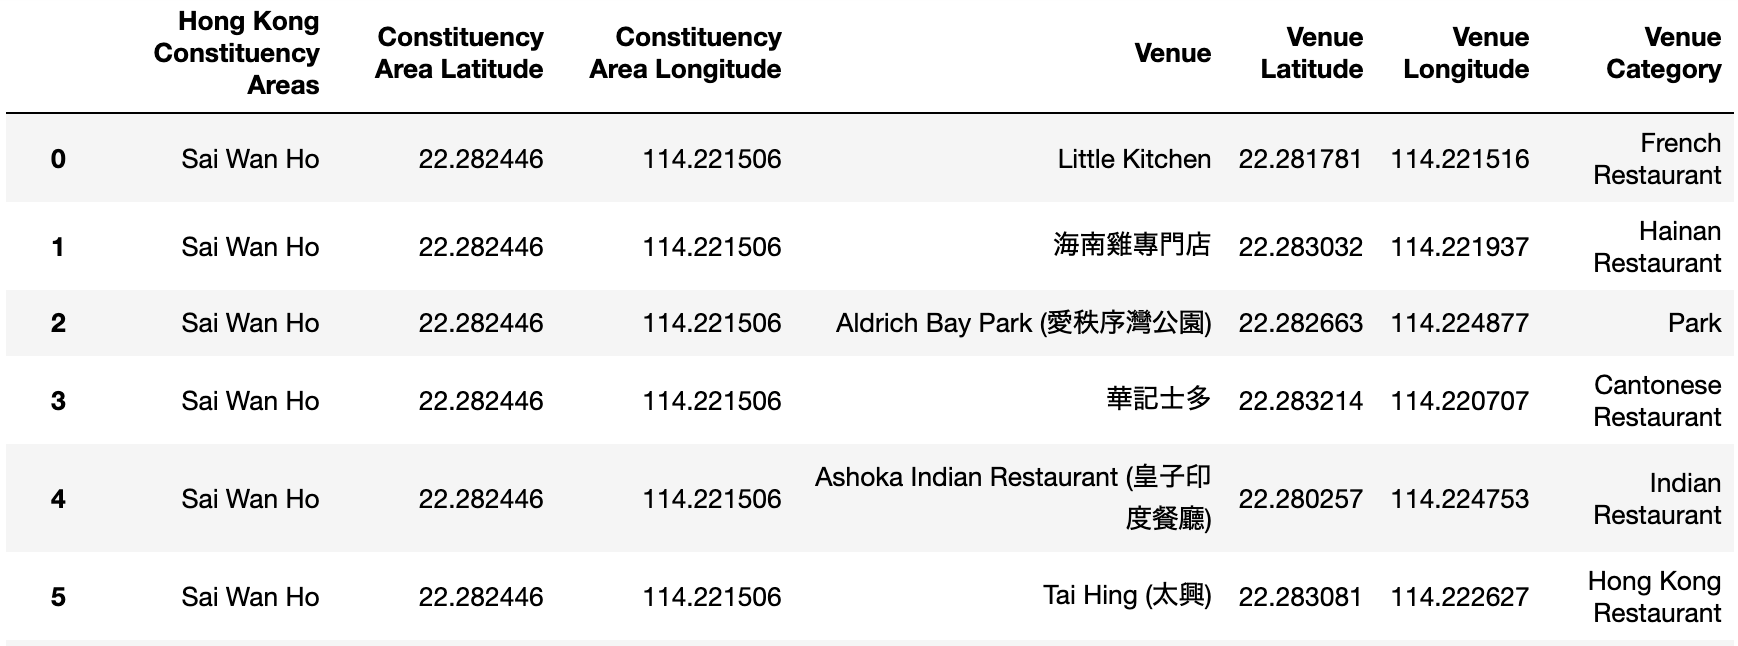 Hong Kong Constituency Areas Constituency Area Latitude Constituency Area Longitude Venue Venue Latitude Venue Longitude Venue Category
0 Sai Wan Ho 22.282446 114.221506 Little Kitchen 22.281781 114.221516 French Restaurant
1 Sai Wan Ho 22.282446 114.221506 海南雞專門店 22.283032 114.221937 Hainan Restaurant
2 Sai Wan Ho 22.282446 114.221506 Aldrich Bay Park (愛秩序灣公園) 22.282663 114.224877 Park
3 Sai Wan Ho 22.282446 114.221506 華記士多 22.283214 114.220707 Cantonese Restaurant
4 Sai Wan Ho 22.282446 114.221506 Ashoka Indian Restaurant (皇子印度餐廳) 22.280257 114.224753 Indian Restaurant
5 Sai Wan Ho 22.282446 114.221506 Tai Hing (太興) 22.283081 114.222627 Hong Kong Restaurant